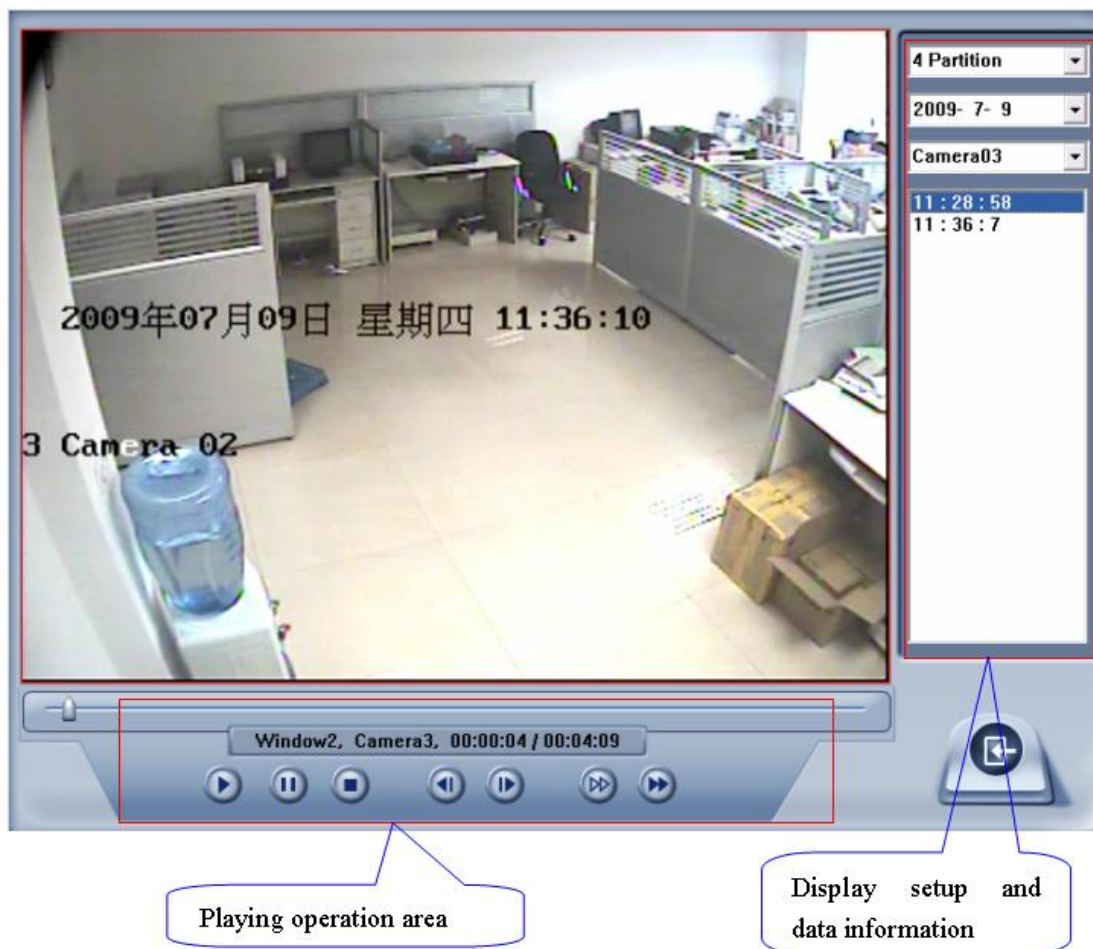 4 Partition
2009- 7- 9
Camera03
11 : 28 : 58
11 : 36 : 7
2009年07月09日 星期四 11:36:10
3 Camera 02
Window2, Camera3, 00:00:04 / 00:04:09
Playing operation area
Display setup and
data information